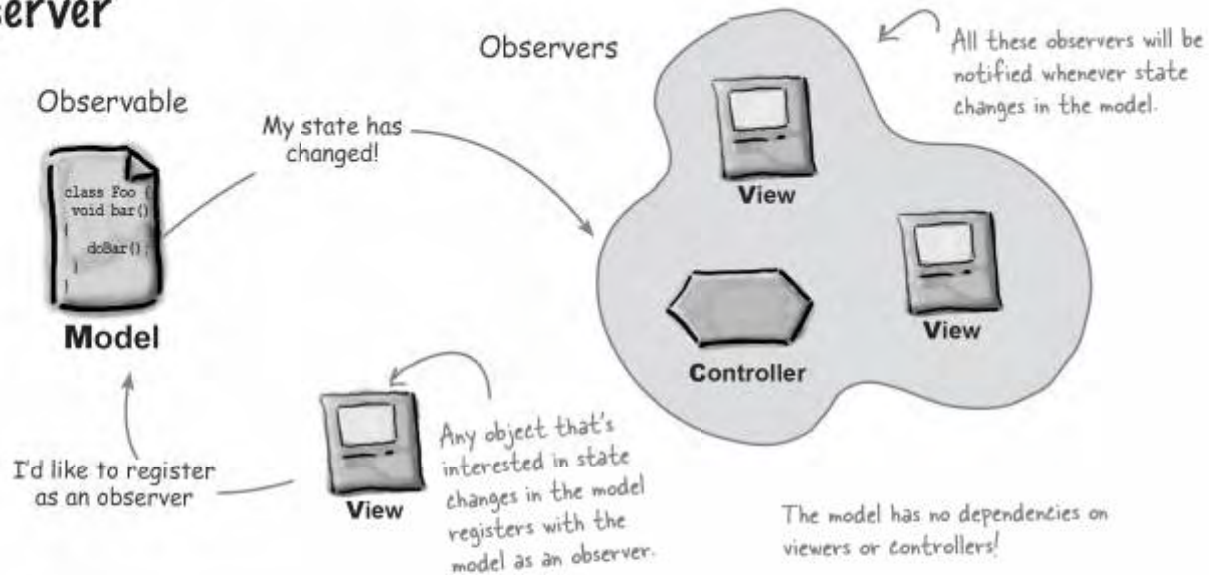 Observers
All these observers will be
notified whenever state
changes in the model.
Observable
My state has
changed!
class Foo {
void bar()
{
doBar();
}
}
Model
View
View
Controller
I'd like to register
as an observer
View
Any object that's
interested in state
changes in the model
registers with the
model as an observer.
The model has no dependencies on
viewers or controllers!